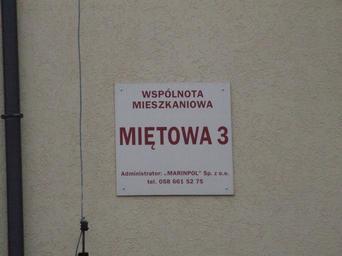 WSPÓLNOTA
MIESZKANIOWA
MIĘTOWA 3
Administrator: „MARINPOL" Sp. z o.o.
tel. 058 661 52 75